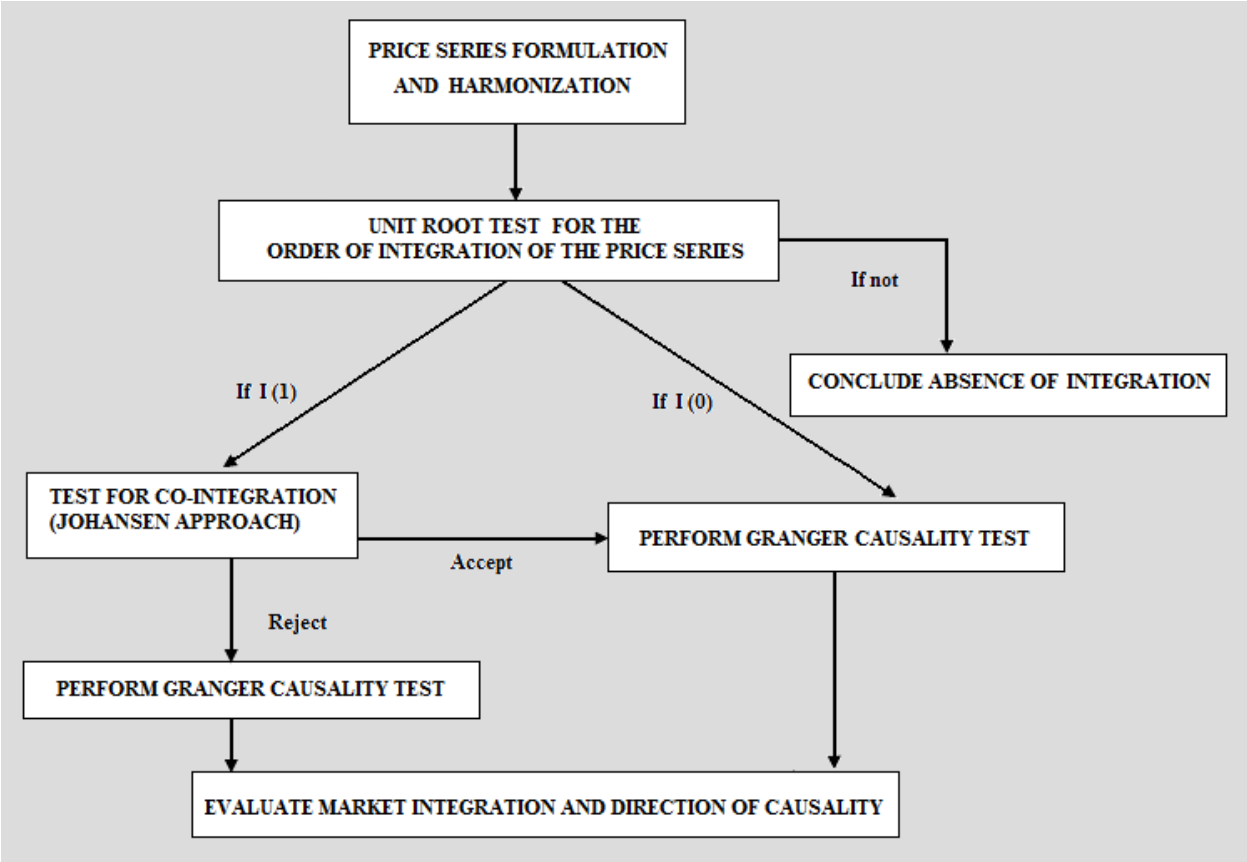 PRICE SERIES FORMULATION
AND HARMONIZATION
UNIT ROOT TEST FOR THE
ORDER OF INTEGRATION OF THE PRICE SERIES
If not
CONCLUDE ABSENCE OF INTEGRATION
If I (1)
If I (0)
TEST FOR CO-INTEGRATION
(JOHANSEN APPROACH)
PERFORM GRANGER CAUSALITY TEST
Accept
Reject
PERFORM GRANGER CAUSALITY TEST
EVALUATE MARKET INTEGRATION AND DIRECTION OF CAUSALITY